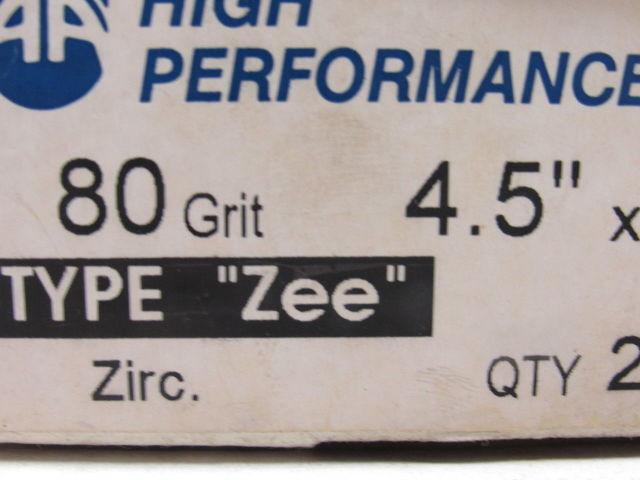 HIGH
PERFORMANCE
80 Grit 4.5" x
TYPE "Zee"
Zirc. QTY 2